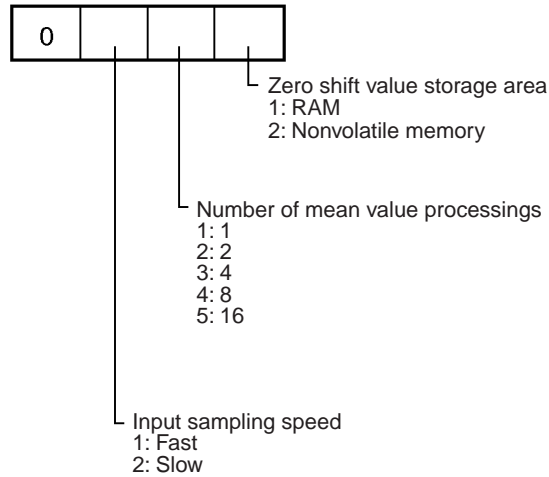 0
Zero shift value storage area
1: RAM
2: Nonvolatile memory
Number of mean value processings
1: 1
2: 2
3: 4
4: 8
5: 16
Input sampling speed
1: Fast
2: Slow